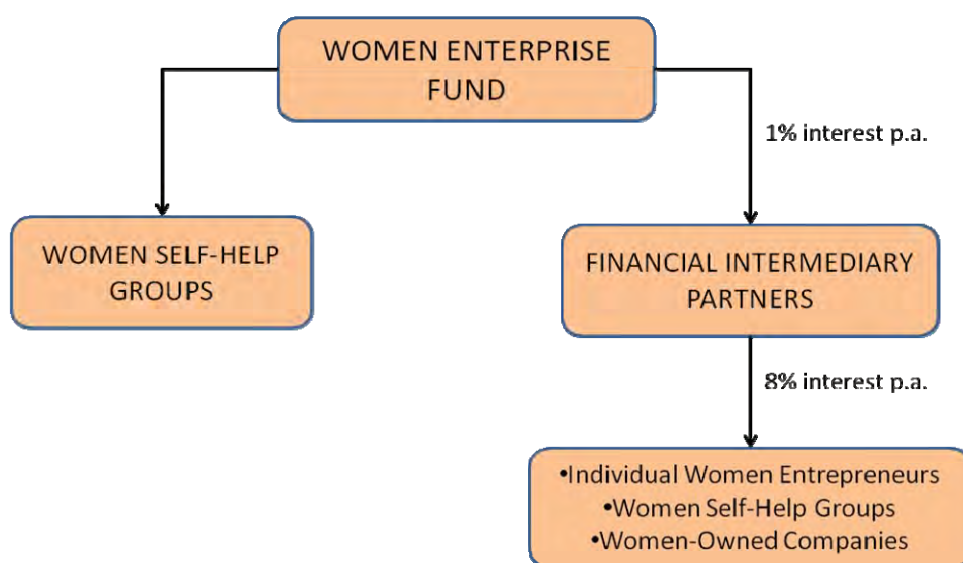 WOMEN ENTERPRISE
FUND
1% interest p.a.
WOMEN SELF-HELP
GROUPS
FINANCIAL INTERMEDIARY
PARTNERS
8% interest p.a.
•Individual Women Entrepreneurs
•Women Self-Help Groups
•Women-Owned Companies